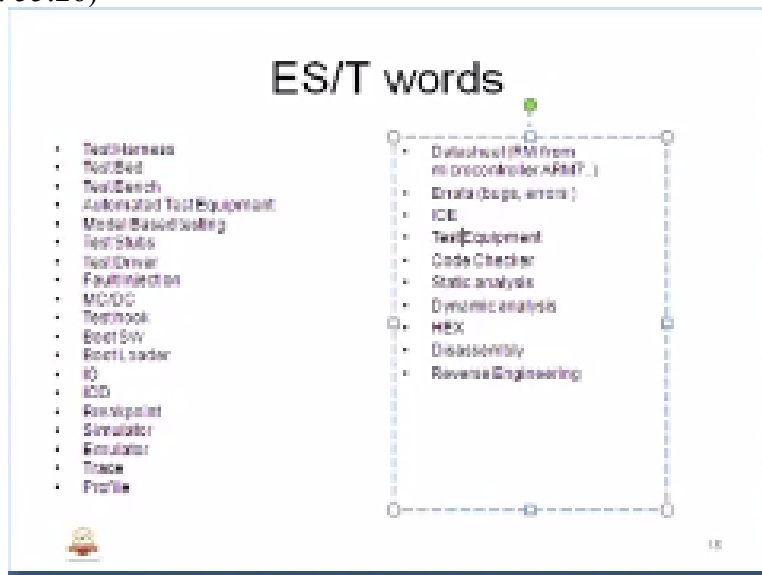 ES/T words
Test Harness
Test Bed
Test Bench
Automated Test Equipment
Model Based testing
Test Stubs
Test Driver
Fault Injection
MC/DC
Test hook
Boot SW
Boot Loader
ICD
Breakpoint
Simulator
Emulator
Trace
Profile
Datasheet (RM from
microcontroller ARM7..)
Errata (bugs, errors)
ICE
Test Equipment
Code Checker
Static analysis
Dynamic analysis
HEX
Disassembly
Reverse Engineering